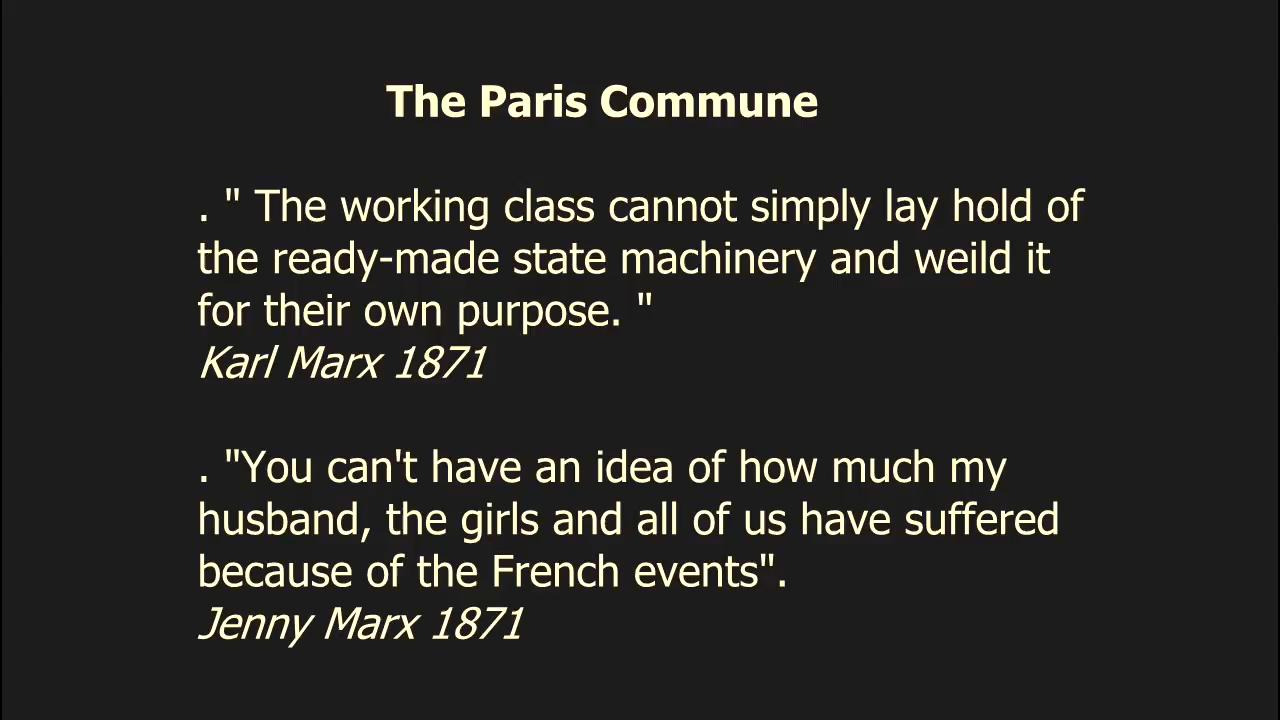 The Paris Commune
. " The working class cannot simply lay hold of
the ready-made state machinery and weild it
for their own purpose. "
Karl Marx 1871
. "You can't have an idea of how much my
husband, the girls and all of us have suffered
because of the French events".
Jenny Marx 1871